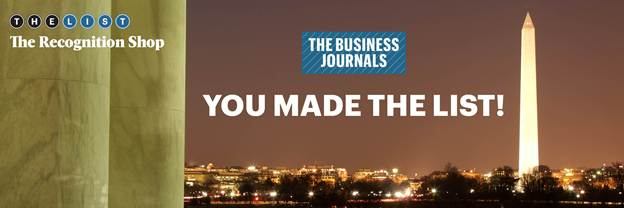 THE LIST
The Recognition Shop
THE BUSINESS
JOURNALS
YOU MADE THE LIST!